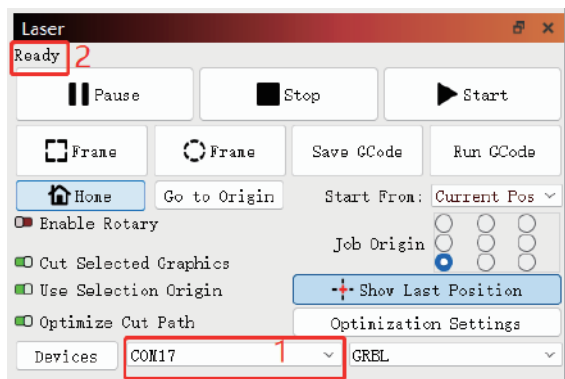 Laser
Ready 2
Pause Stop Start
Frame Frame Save GCode Run GCode
Home Go to Origin Start From: Current Pos
Enable Rotary
Job Origin
Cut Selected Graphics
Use Selection Origin Show Last Position
Optimize Cut Path Optimization Settings
Devices COM17 1 GRBL